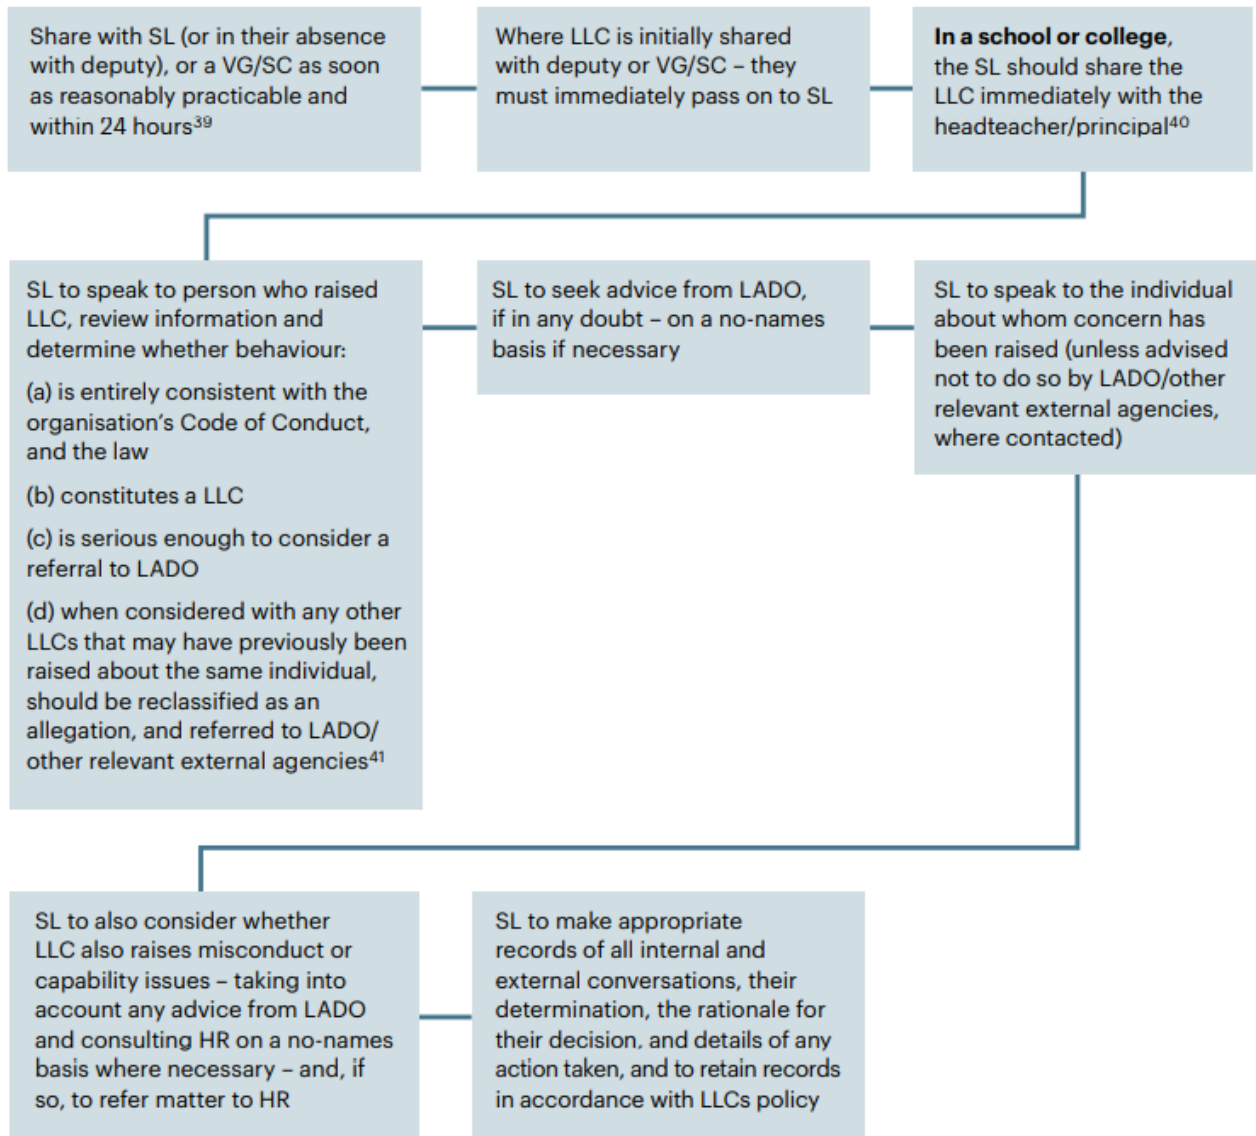 Share with SL (or in their absence
with deputy), or a VG/SC as soon
as reasonably practicable and
within 24 hours39
Where LLC is initially shared
with deputy or VG/SC – they
must immediately pass on to SL
In a school or college,
the SL should share the
LLC immediately with the
headteacher/principal40
SL to speak to person who raised
LLC, review information and
determine whether behaviour:
(a) is entirely consistent with the
organisation’s Code of Conduct,
and the law
(b) constitutes a LLC
(c) is serious enough to consider a
referral to LADO
(d) when considered with any other
LLCs that may have previously been
raised about the same individual,
should be reclassified as an
allegation, and referred to LADO/
other relevant external agencies41
SL to seek advice from LADO,
if in any doubt – on a no-names
basis if necessary
SL to speak to the individual
about whom concern has
been raised (unless advised
not to do so by LADO/other
relevant external agencies,
where contacted)
SL to also consider whether
LLC also raises misconduct or
capability issues – taking into
account any advice from LADO
and consulting HR on a no-names
basis where necessary – and, if
so, to refer matter to HR
SL to make appropriate
records of all internal and
external conversations, their
determination, the rationale for
their decision, and details of any
action taken, and to retain records
in accordance with LLCs policy